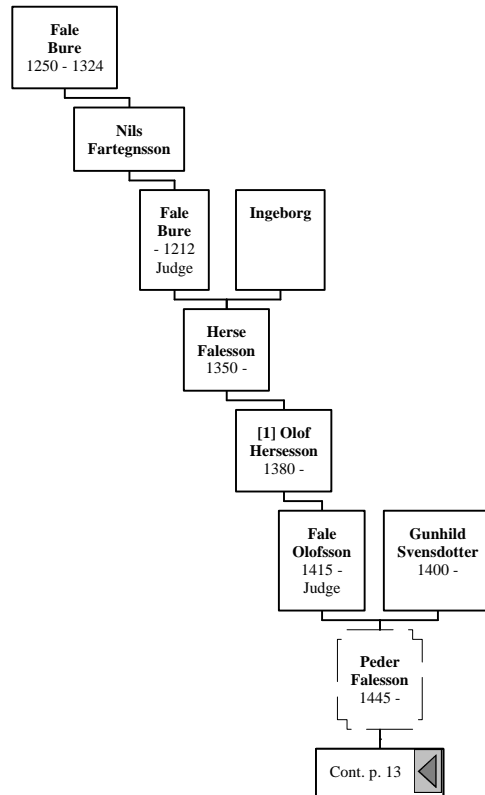 Fale
Bure
1250 - 1324
Nils
Fartegnsson
Fale
Bure
- 1212
Judge
Ingeborg
Herse
Falesson
1350 -
[1] Olof
Hersesson
1380 -
Fale
Olofsson
1415 -
Judge
Gunhild
Svensdotter
1400 -
Peder
Falesson
1445 -
Cont. p. 13